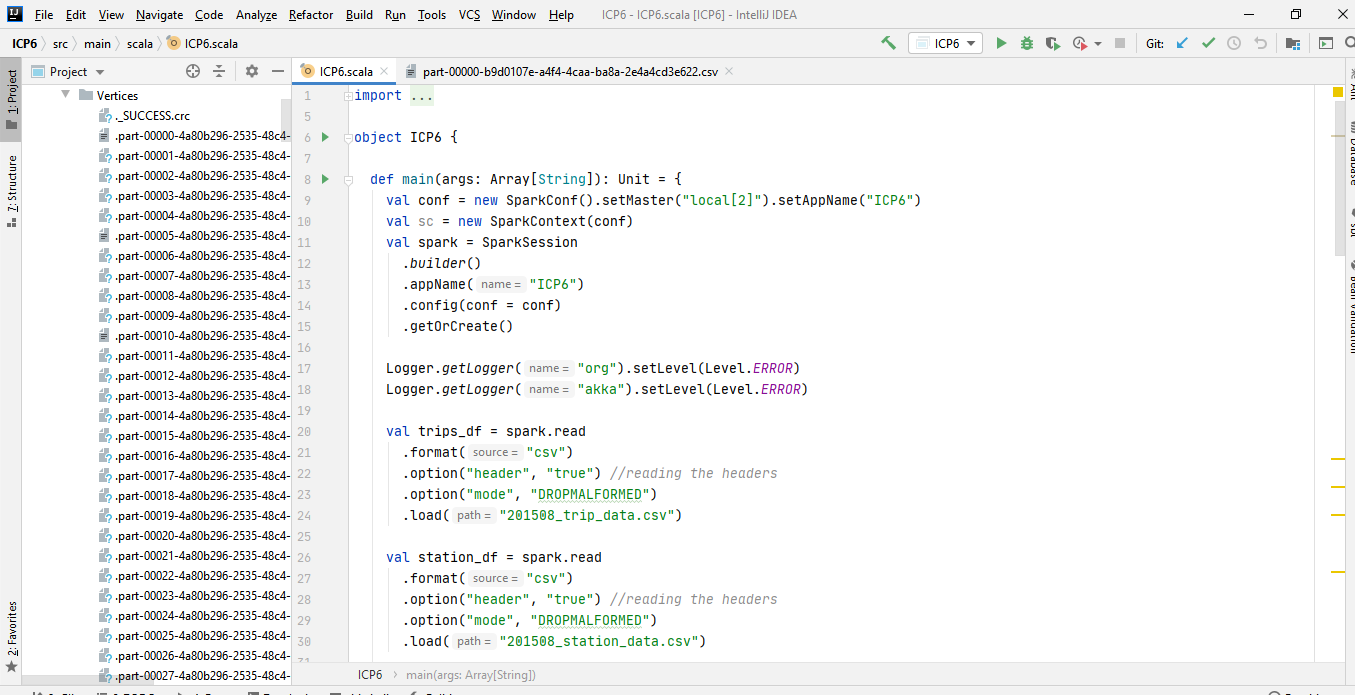 File Edit View Navigate Code Analyze Refactor Build Run Tools VCS Window Help ICP6 - ICP6.scala [ICP6] - IntelliJ IDEA
ICP6 src main scala ICP6.scala ICP6 Git:
Project
ICP6.scala part-00000-b9d0107e-a4f4-4caa-ba8a-2e4a4cd3e622.csv
1: Project
7: Structure
2: Favorites
Vertices
._SUCCESS.crc
.part-00000-4a80b296-2535-48c4-
.part-00001-4a80b296-2535-48c4-
.part-00002-4a80b296-2535-48c4-
.part-00003-4a80b296-2535-48c4-
.part-00004-4a80b296-2535-48c4-
.part-00005-4a80b296-2535-48c4-
.part-00006-4a80b296-2535-48c4-
.part-00007-4a80b296-2535-48c4-
.part-00008-4a80b296-2535-48c4-
.part-00009-4a80b296-2535-48c4-
.part-00010-4a80b296-2535-48c4-
.part-00011-4a80b296-2535-48c4-
.part-00012-4a80b296-2535-48c4-
.part-00013-4a80b296-2535-48c4-
.part-00014-4a80b296-2535-48c4-
.part-00015-4a80b296-2535-48c4-
.part-00016-4a80b296-2535-48c4-
.part-00017-4a80b296-2535-48c4-
.part-00018-4a80b296-2535-48c4-
.part-00019-4a80b296-2535-48c4-
.part-00020-4a80b296-2535-48c4-
.part-00021-4a80b296-2535-48c4-
.part-00022-4a80b296-2535-48c4-
.part-00023-4a80b296-2535-48c4-
.part-00024-4a80b296-2535-48c4-
.part-00025-4a80b296-2535-48c4-
.part-00026-4a80b296-2535-48c4-
.part-00027-4a80b296-2535-48c4-
1 import ...
5
6 object ICP6 {
7
8 def main(args: Array[String]): Unit = {
9 val conf = new SparkConf().setMaster("local[2]").setAppName("ICP6")
10 val sc = new SparkContext(conf)
11 val spark = SparkSession
12 .builder()
13 .appName( name = "ICP6")
14 .config(conf = conf)
15 .getOrCreate()
16
17 Logger.getLogger( name = "org").setLevel(Level.ERROR)
18 Logger.getLogger( name = "akka").setLevel(Level.ERROR)
19
20 val trips_df = spark.read
21 .format( source = "csv")
22 .option("header", "true") //reading the headers
23 .option("mode", "DROPMALFORMED")
24 .load( path = "201508_trip_data.csv")
25
26 val station_df = spark.read
27 .format( source = "csv")
28 .option("header", "true") //reading the headers
29 .option("mode", "DROPMALFORMED")
30 .load( path = "201508_station_data.csv")
ICP6 main(args: Array[String])
Database
Bean Validation